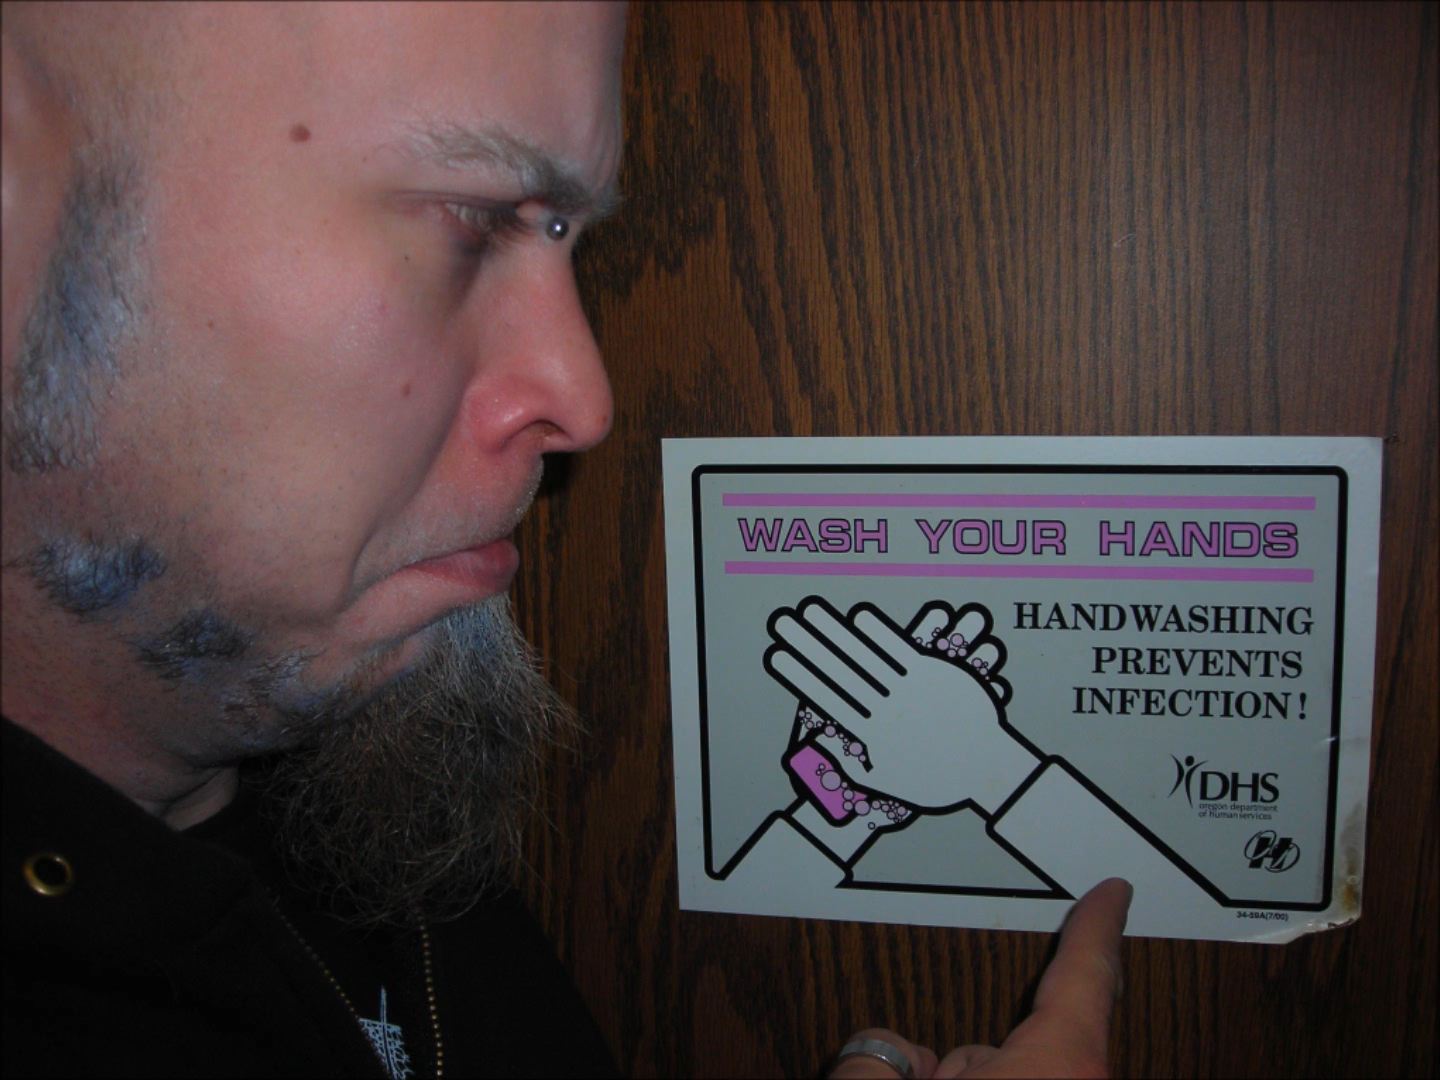 WASH YOUR HANDS
HANDWASHING
PREVENTS
INFECTION!
DHS
oregon department
of human services
H
34-59A(7/00)